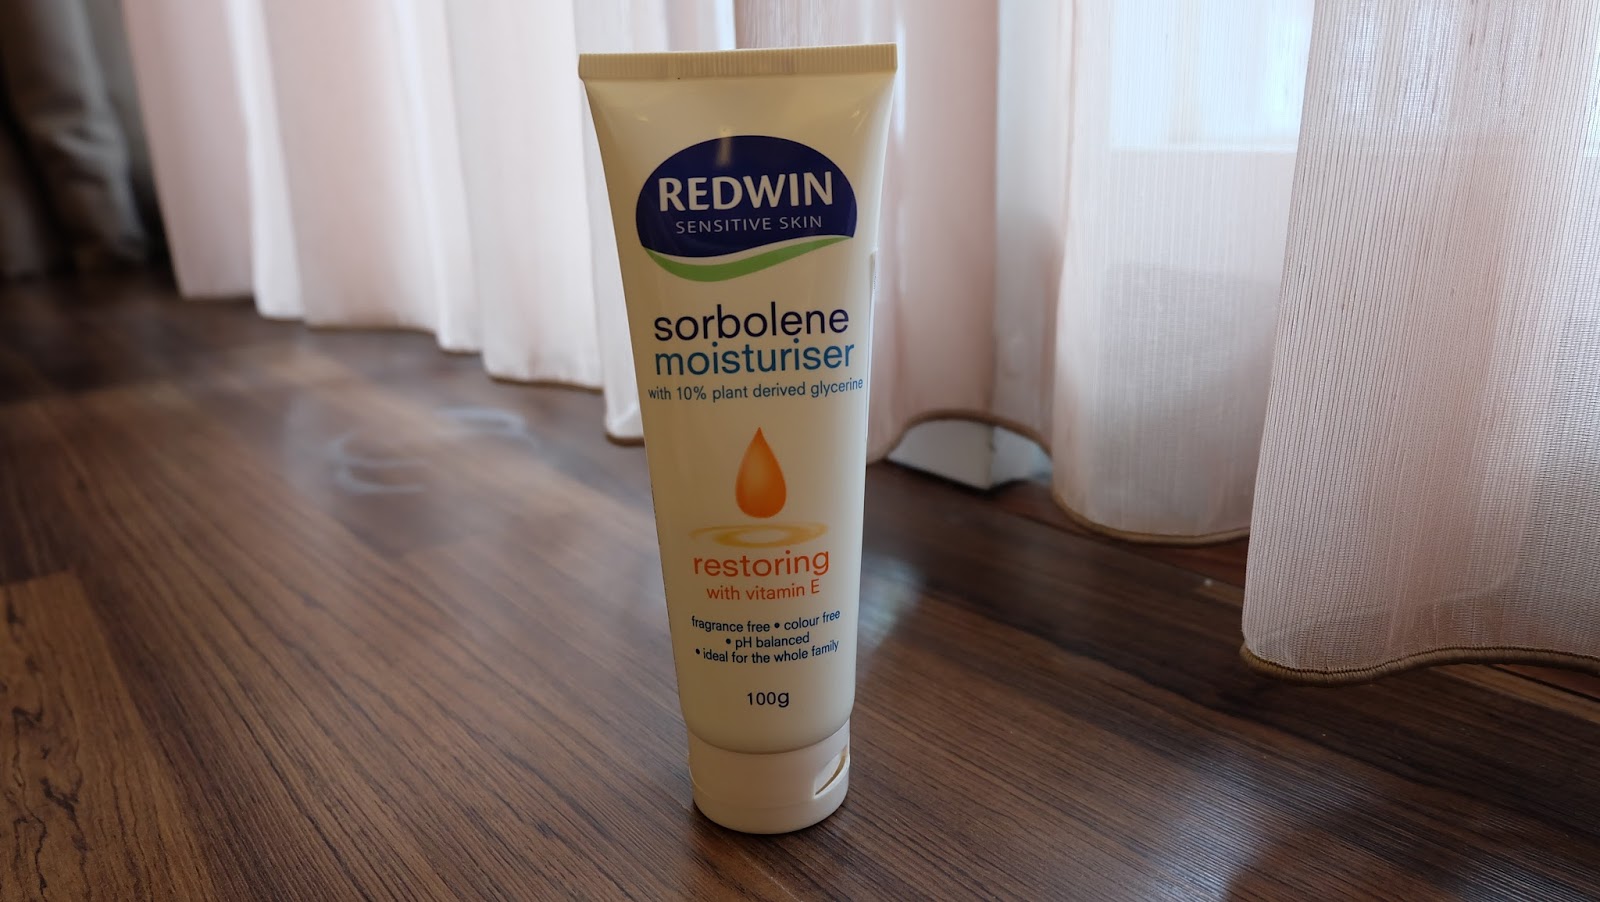 REDWIN
SENSITIVE SKIN
sorbolene
moisturiser
with 10% plant derived glycerine
restoring
with vitamin E
fragrance free • colour free
• pH balanced
• ideal for the whole family
100g